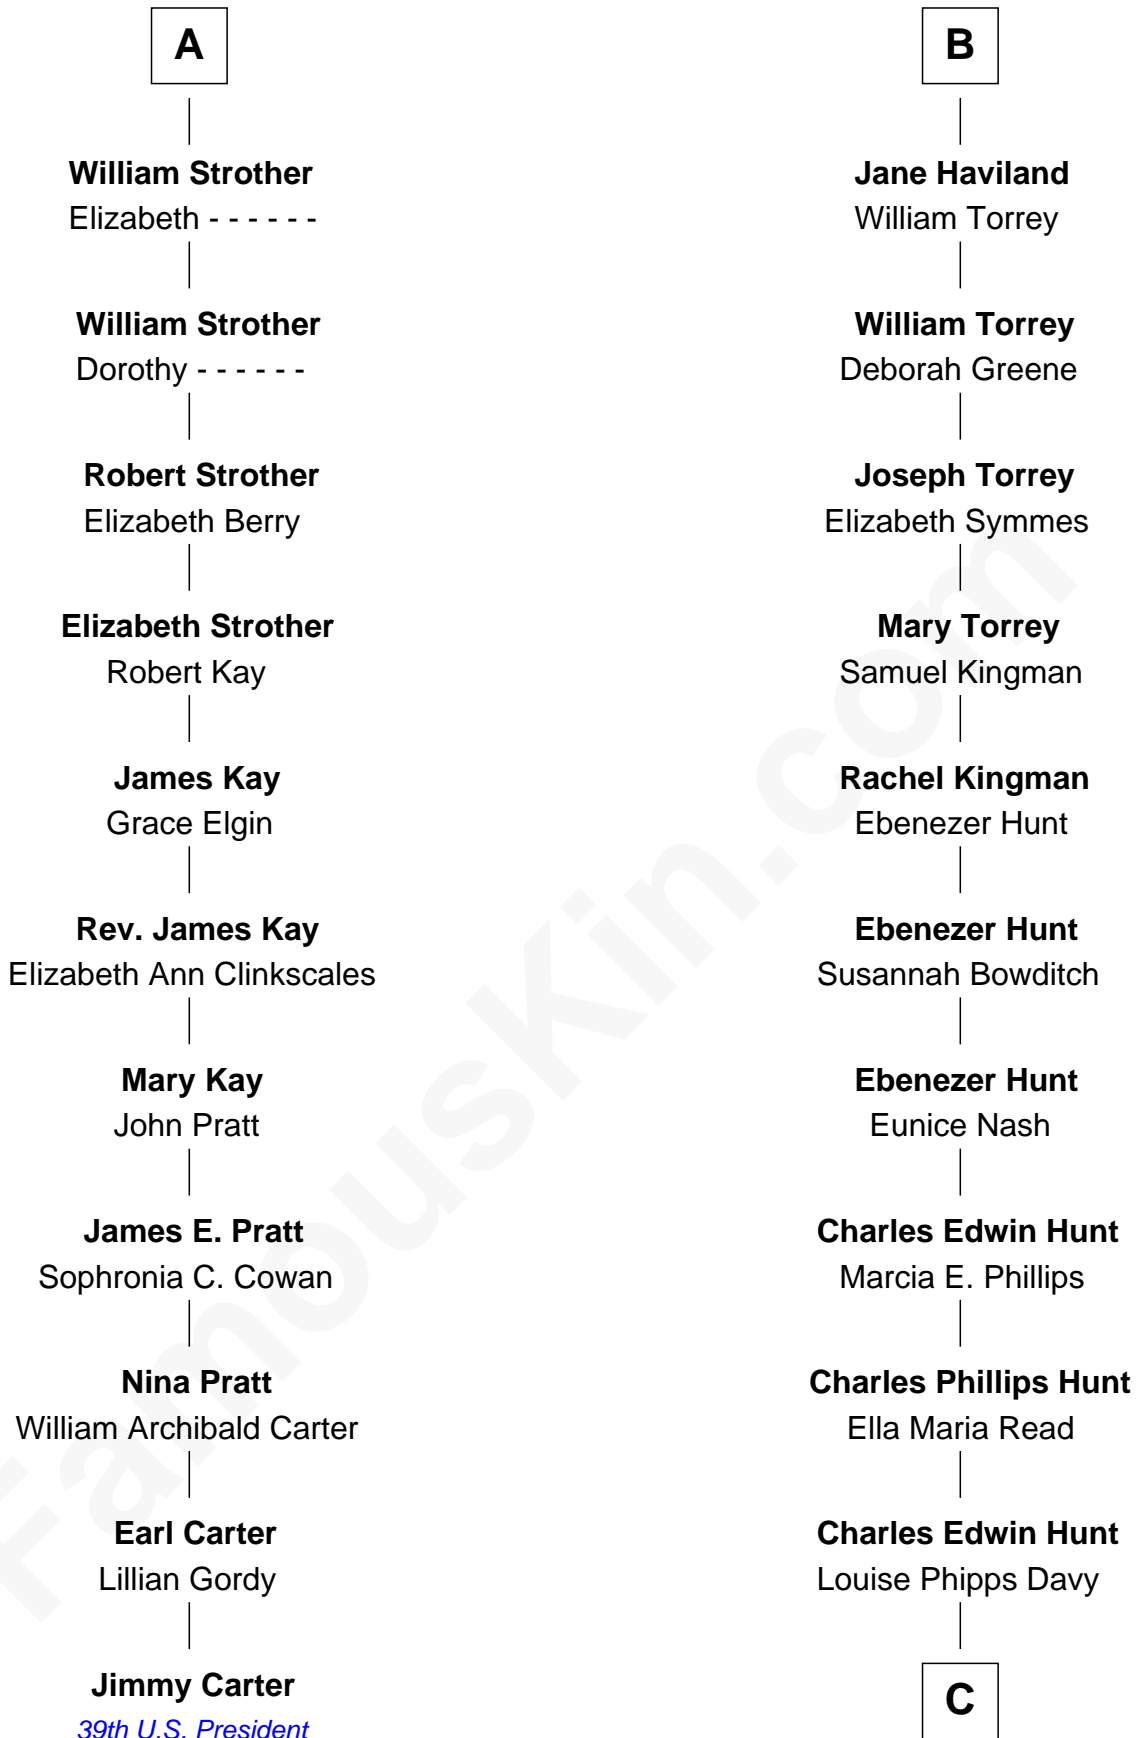 A
William Strother
Elizabeth - - - - - -
William Strother
Dorothy - - - - - -
Robert Strother
Elizabeth Berry
Elizabeth Strother
Robert Kay
James Kay
Grace Elgin
Rev. James Kay
Elizabeth Ann Clinkscales
Mary Kay
John Pratt
James E. Pratt
Sophronia C. Cowan
Nina Pratt
William Archibald Carter
Earl Carter
Lillian Gordy
Jimmy Carter
39th U.S. President
B
Jane Haviland
William Torrey
William Torrey
Deborah Greene
Joseph Torrey
Elizabeth Symmes
Mary Torrey
Samuel Kingman
Rachel Kingman
Ebenezer Hunt
Ebenezer Hunt
Susannah Bowditch
Ebenezer Hunt
Eunice Nash
Charles Edwin Hunt
Marcia E. Phillips
Charles Phillips Hunt
Ella Maria Read
Charles Edwin Hunt
Louise Phipps Davy
C
FamousKin.com